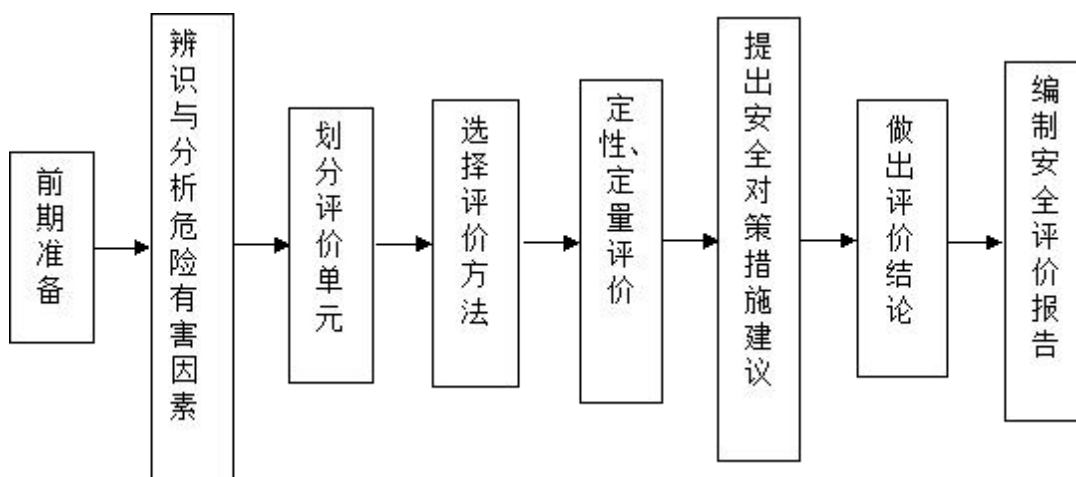 前期准备
辨识与分析危险有害因素
划分评价单元
选择评价方法
定性、定量评价
提出安全对策措施建议
做出评价结论
编制安全评价报告